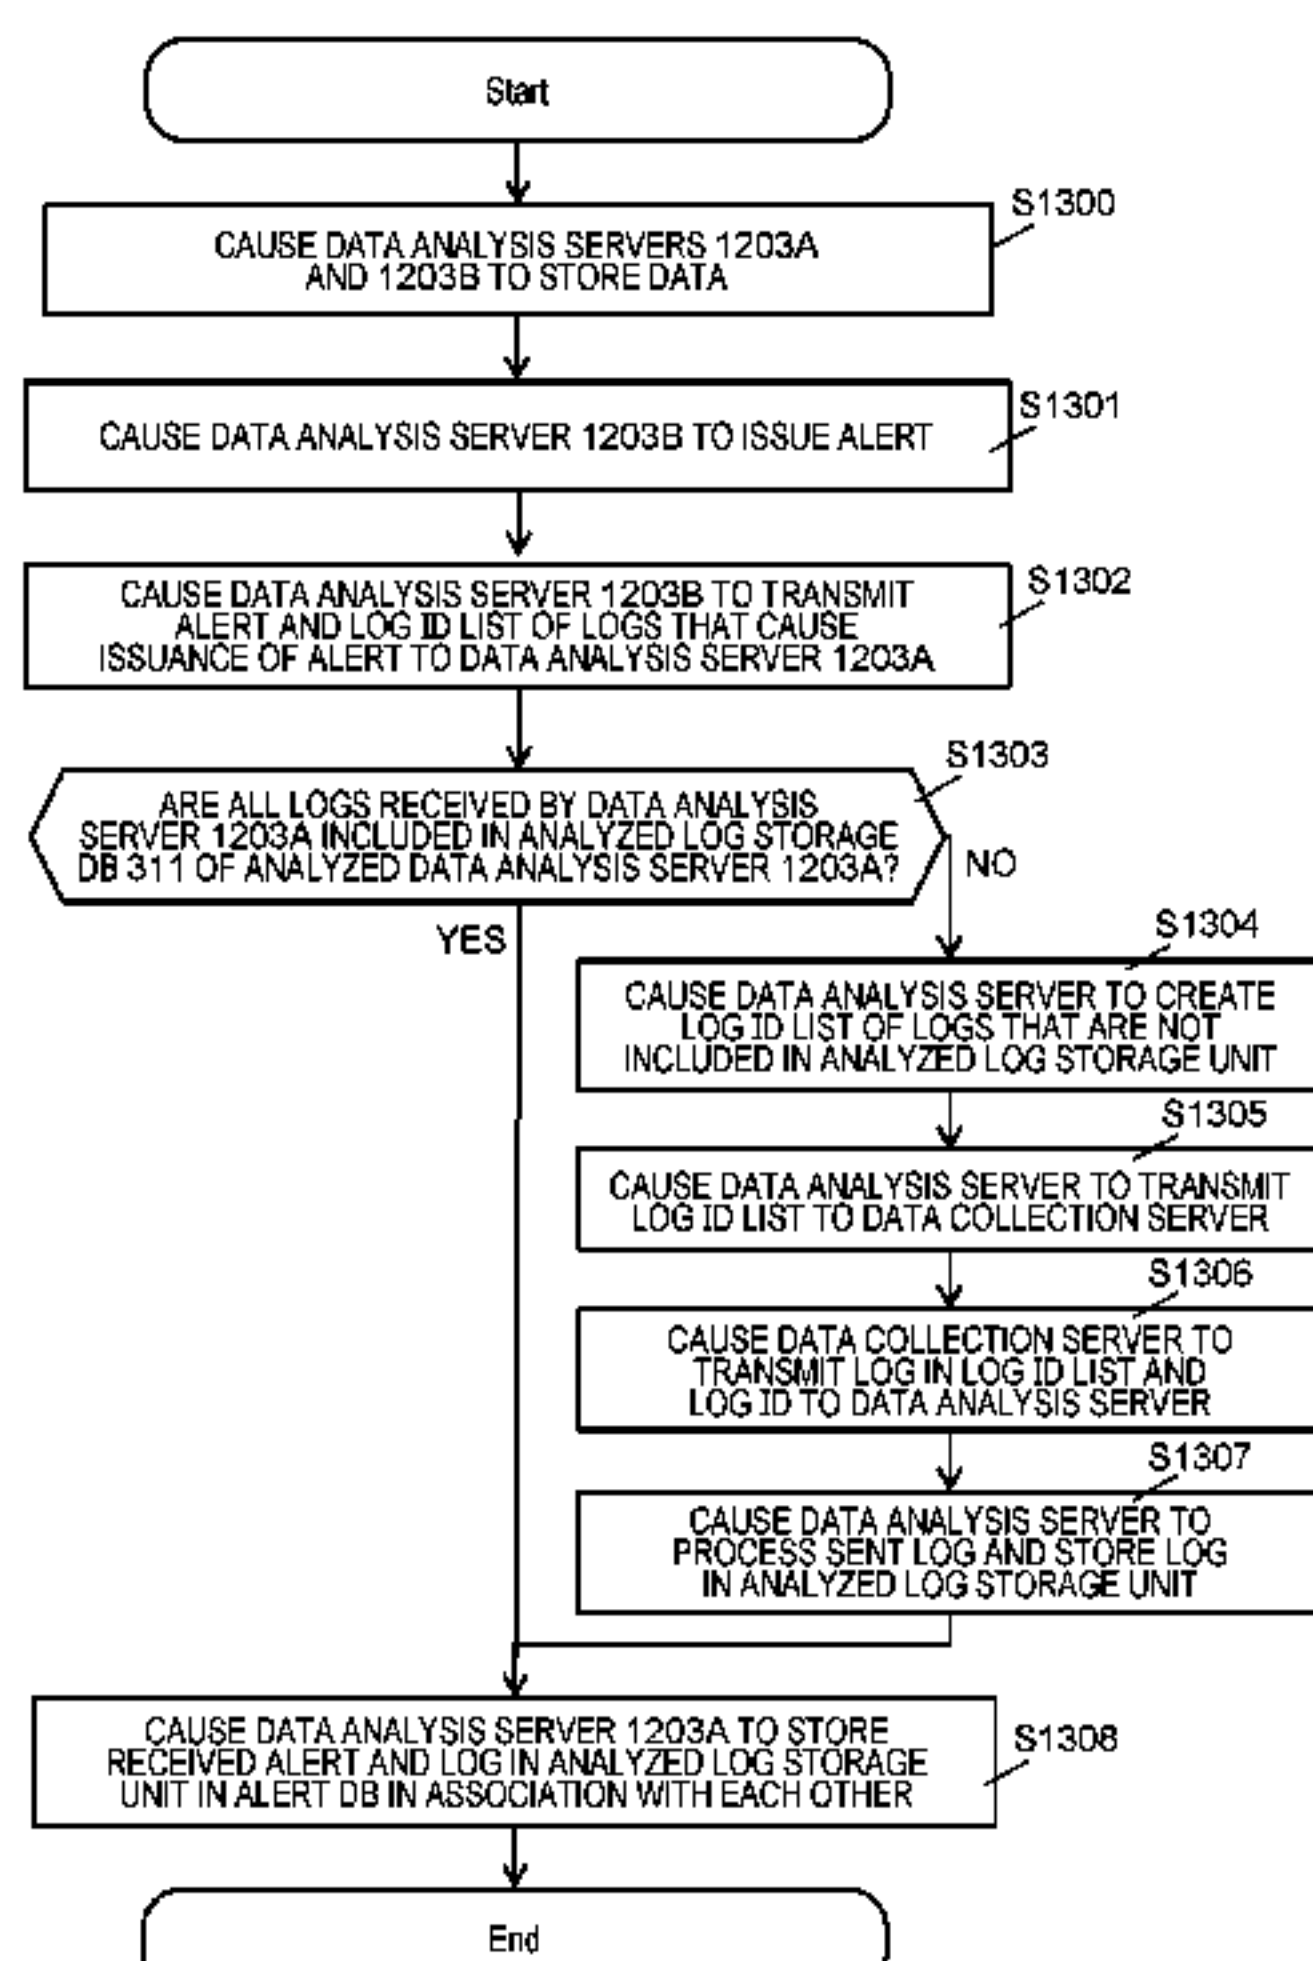 Start
S1300
CAUSE DATA ANALYSIS SERVERS 1203A
AND 1203B TO STORE DATA
S1301
CAUSE DATA ANALYSIS SERVER 1203B TO ISSUE ALERT
S1302
CAUSE DATA ANALYSIS SERVER 1203B TO TRANSMIT
ALERT AND LOG ID LIST OF LOGS THAT CAUSE
ISSUANCE OF ALERT TO DATA ANALYSIS SERVER 1203A
S1303
ARE ALL LOGS RECEIVED BY DATA ANALYSIS
SERVER 1203A INCLUDED IN ANALYZED LOG STORAGE
DB 311 OF ANALYZED DATA ANALYSIS SERVER 1203A?
NO
YES
S1304
CAUSE DATA ANALYSIS SERVER TO CREATE
LOG ID LIST OF LOGS THAT ARE NOT
INCLUDED IN ANALYZED LOG STORAGE UNIT
S1305
CAUSE DATA ANALYSIS SERVER TO TRANSMIT
LOG ID LIST TO DATA COLLECTION SERVER
S1306
CAUSE DATA COLLECTION SERVER TO
TRANSMIT LOG IN LOG ID LIST AND
LOG ID TO DATA ANALYSIS SERVER
S1307
CAUSE DATA ANALYSIS SERVER TO
PROCESS SENT LOG AND STORE LOG
IN ANALYZED LOG STORAGE UNIT
S1308
CAUSE DATA ANALYSIS SERVER 1203A TO STORE
RECEIVED ALERT AND LOG IN ANALYZED LOG STORAGE
UNIT IN ALERT DB IN ASSOCIATION WITH EACH OTHER
End